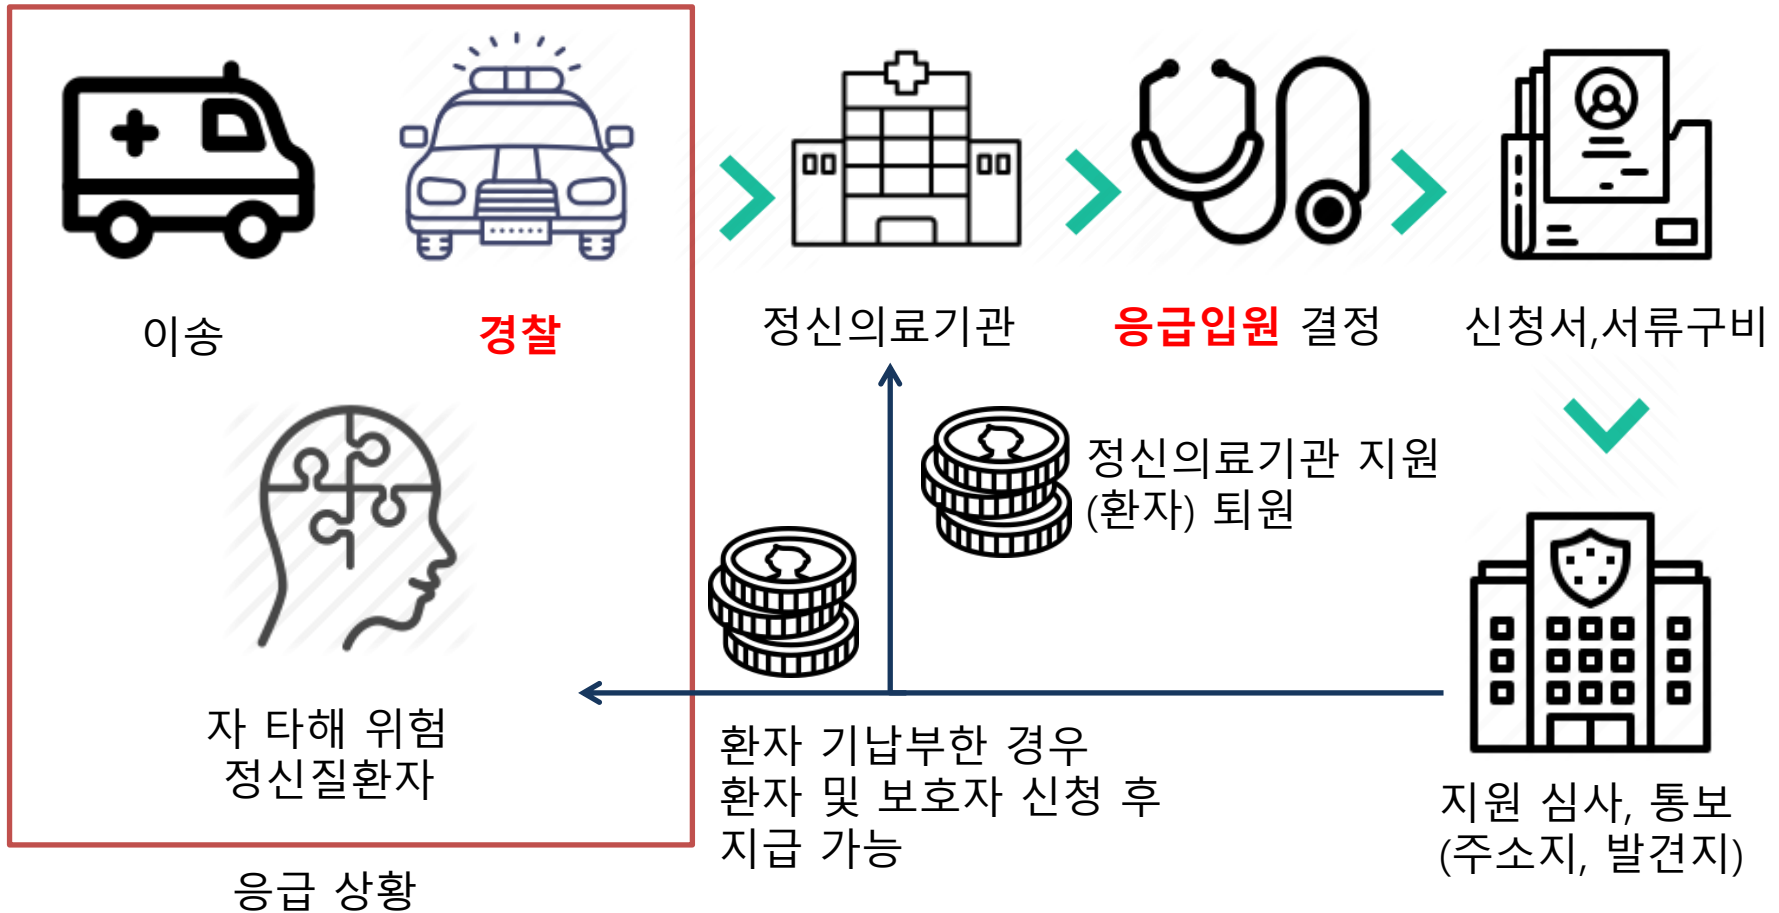 이송
경찰
정신의료기관
응급입원 결정
신청서,서류구비
정신의료기관 지원
(환자) 퇴원
자 타해 위험
정신질환자
환자 기납부한 경우
환자 및 보호자 신청 후
지급 가능
지원 심사, 통보
(주소지, 발견지)
응급 상황